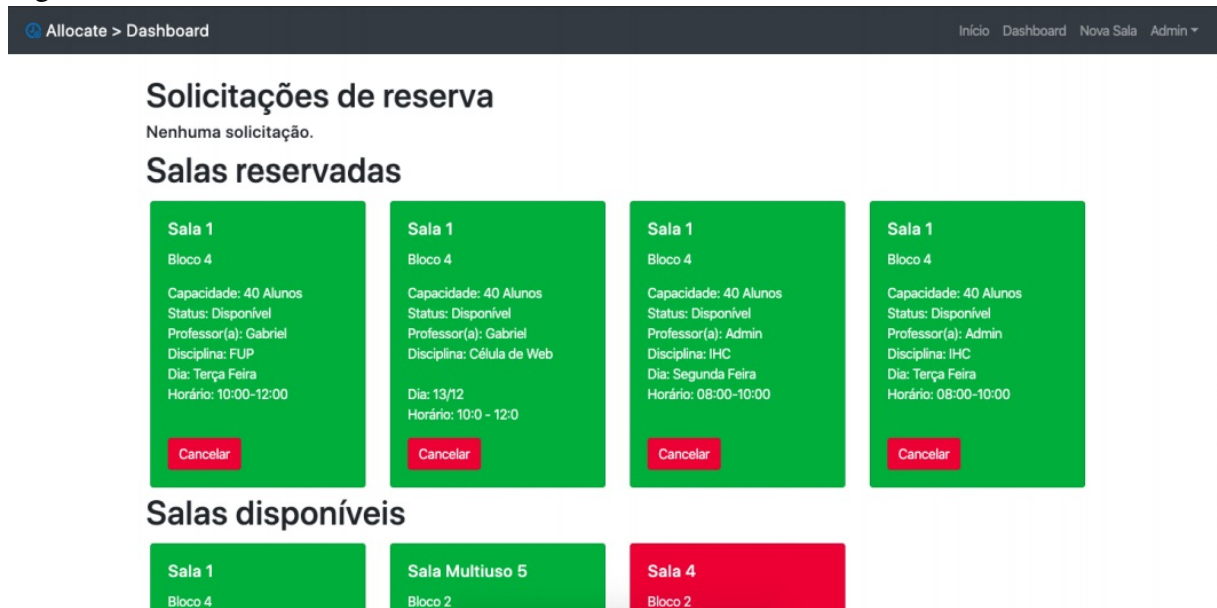 Allocate > Dashboard
Início Dashboard Nova Sala Admin
Solicitações de reserva
Nenhuma solicitação.
Salas reservadas
Sala 1
Bloco 4
Capacidade: 40 Alunos
Status: Disponível
Professor(a): Gabriel
Disciplina: FUP
Dia: Terça Feira
Horário: 10:00-12:00
Cancelar
Sala 1
Bloco 4
Capacidade: 40 Alunos
Status: Disponível
Professor(a): Gabriel
Disciplina: Célula de Web
Dia: 13/12
Horário: 10:0 - 12:0
Cancelar
Sala 1
Bloco 4
Capacidade: 40 Alunos
Status: Disponível
Professor(a): Admin
Disciplina: IHC
Dia: Segunda Feira
Horário: 08:00-10:00
Cancelar
Sala 1
Bloco 4
Capacidade: 40 Alunos
Status: Disponível
Professor(a): Admin
Disciplina: IHC
Dia: Terça Feira
Horário: 08:00-10:00
Cancelar
Salas disponíveis
Sala 1
Bloco 4
Sala Multiuso 5
Bloco 2
Sala 4
Bloco 2